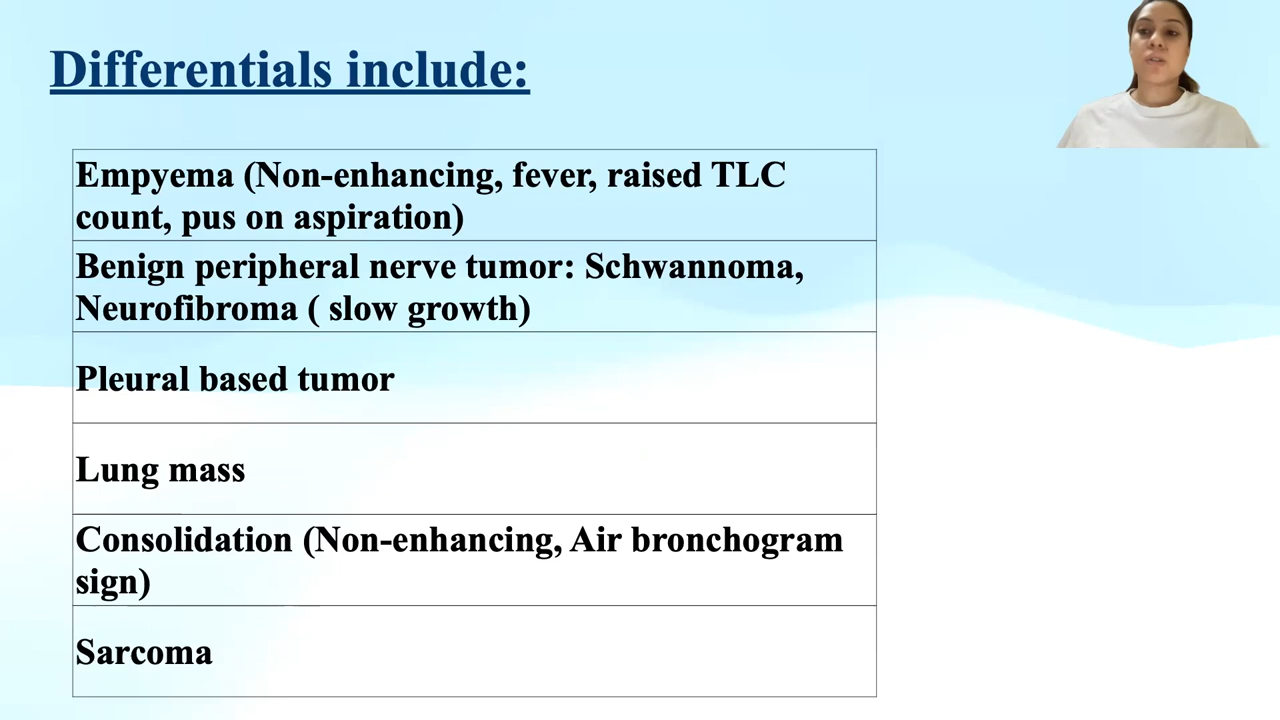 Differentials include:
Empyema (Non-enhancing, fever, raised TLC
count, pus on aspiration)
Benign peripheral nerve tumor: Schwannoma,
Neurofibroma ( slow growth)
Pleural based tumor
Lung mass
Consolidation (Non-enhancing, Air bronchogram
sign)
Sarcoma